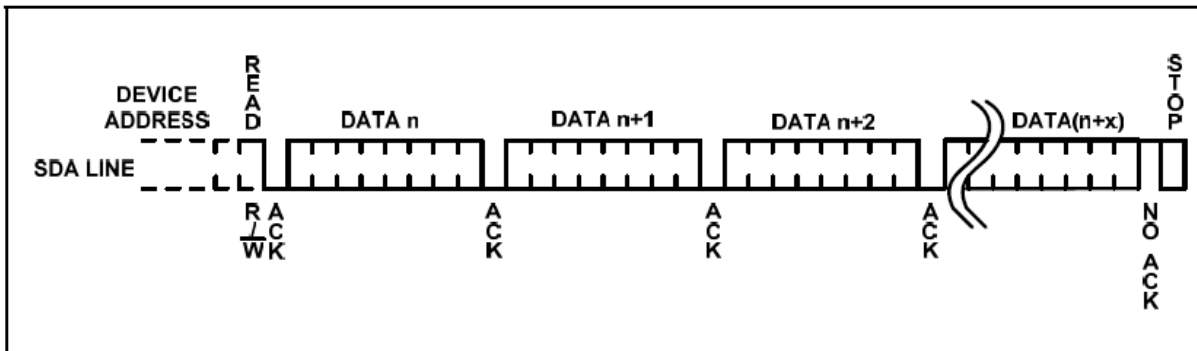 READ
STOP
DEVICE
ADDRESS
DATA n
DATA n+1
DATA n+2
DATA(n+x)
SDA LINE
R/W
ACK
ACK
ACK
ACK
NO ACK